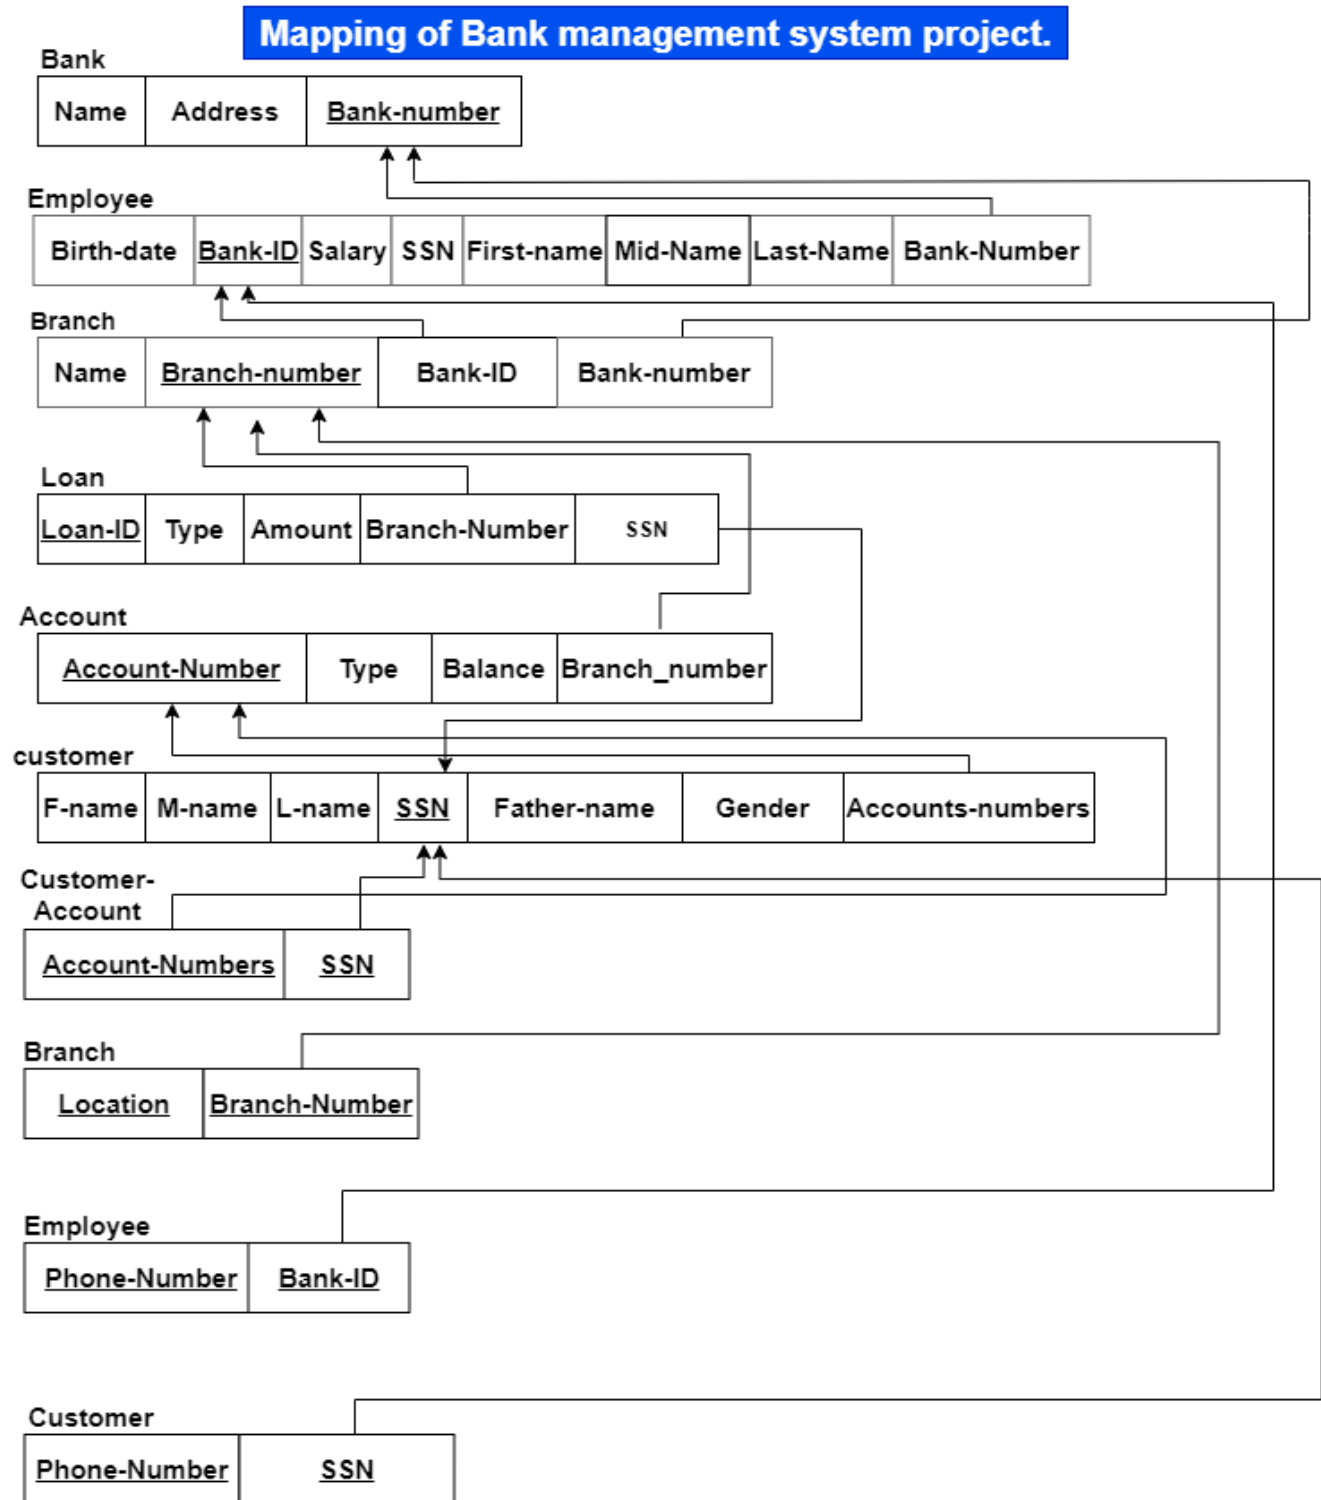 Mapping of Bank management system project.
Bank
Name Address Bank-number
Employee
Birth-date Bank-ID Salary SSN First-name Mid-Name Last-Name Bank-Number
Branch
Name Branch-number Bank-ID Bank-number
Loan
Loan-ID Type Amount Branch-Number SSN
Account
Account-Number Type Balance Branch_number
customer
F-name M-name L-name SSN Father-name Gender Accounts-numbers
Customer-
Account
Account-Numbers SSN
Branch
Location Branch-Number
Employee
Phone-Number Bank-ID
Customer
Phone-Number SSN